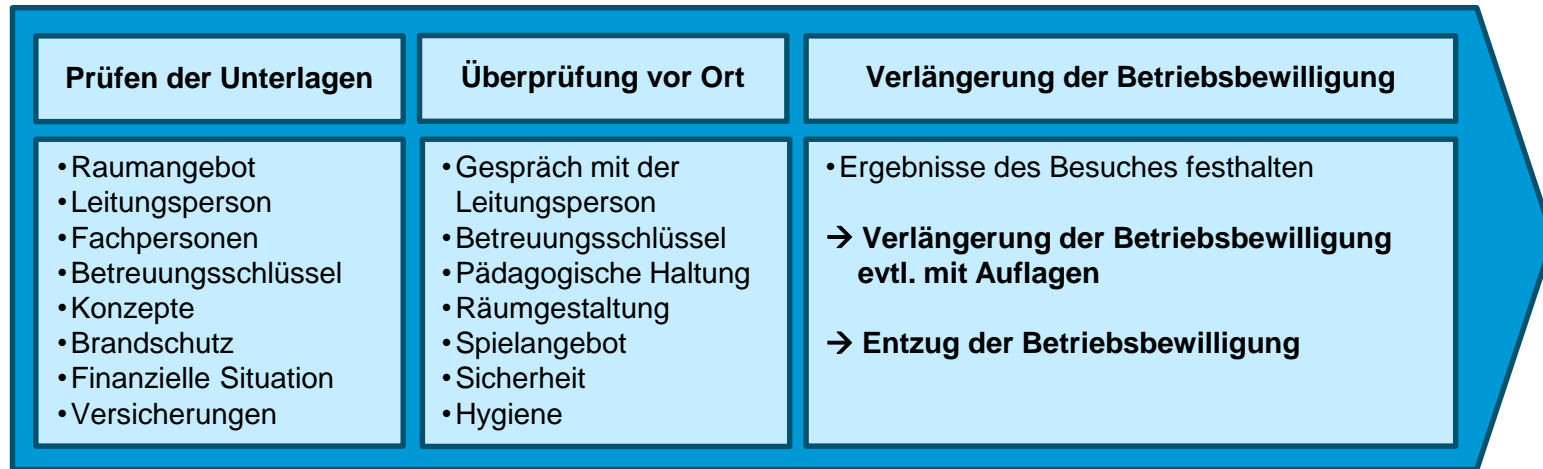 Prüfen der Unterlagen
•Raumangebot
•Leitungsperson
•Fachpersonen
•Betreuungsschlüssel
•Konzepte
•Brandschutz
•Finanzielle Situation
•Versicherungen
Überprüfung vor Ort
•Gespräch mit der
Leitungsperson
•Betreuungsschlüssel
•Pädagogische Haltung
•Räumgestaltung
•Spielangebot
•Sicherheit
•Hygiene
Verlängerung der Betriebsbewilligung
•Ergebnisse des Besuches festhalten
→ Verlängerung der Betriebsbewilligung
evtl. mit Auflagen
→ Entzug der Betriebsbewilligung